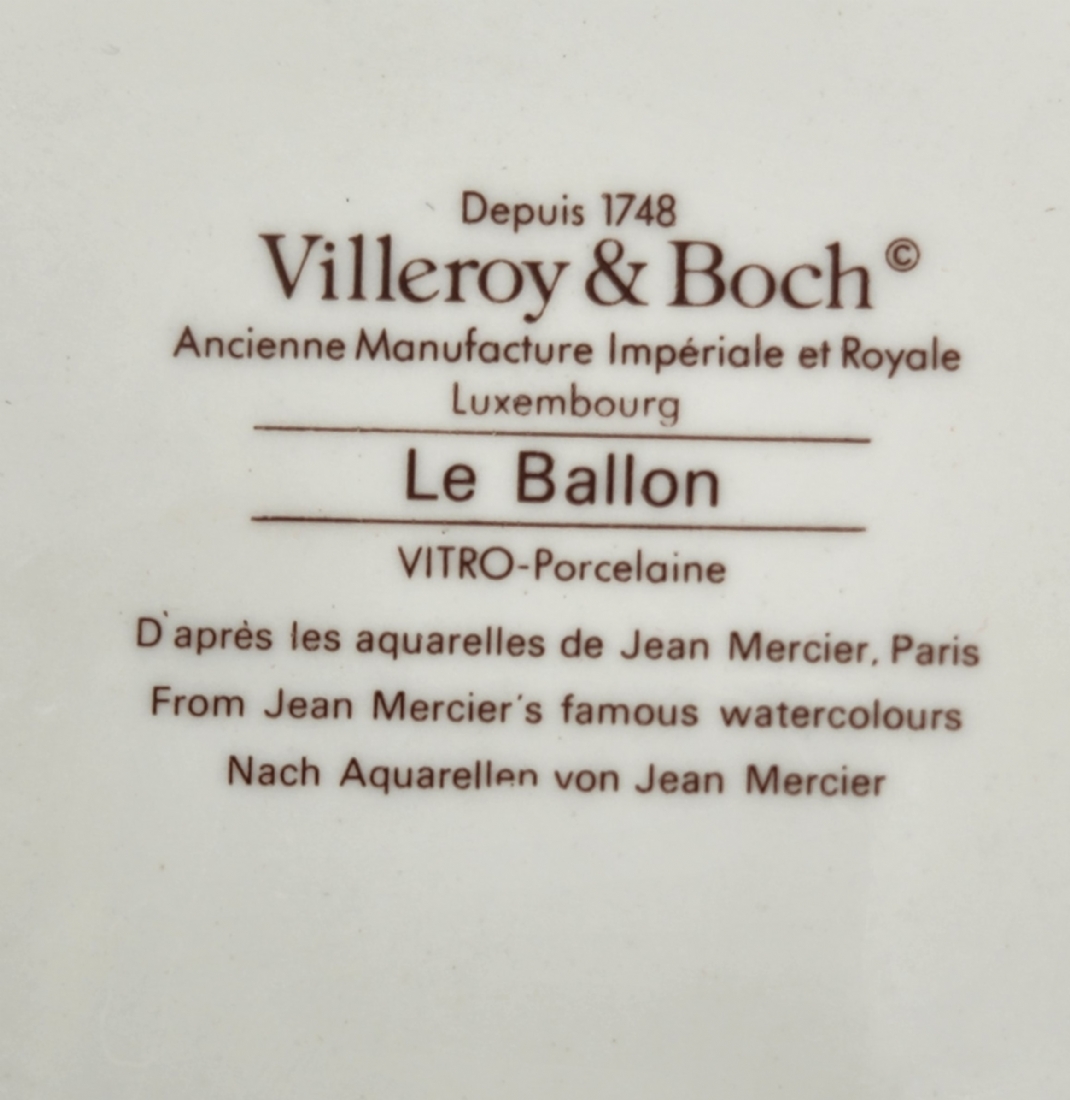 Depuis 1748
Villeroy & Boch©
Ancienne Manufacture Impériale et Royale
Luxembourg
Le Ballon
VITRO-Porcelaine
D'après les aquarelles de Jean Mercier, Paris
From Jean Mercier's famous watercolours
Nach Aquarellen von Jean Mercier